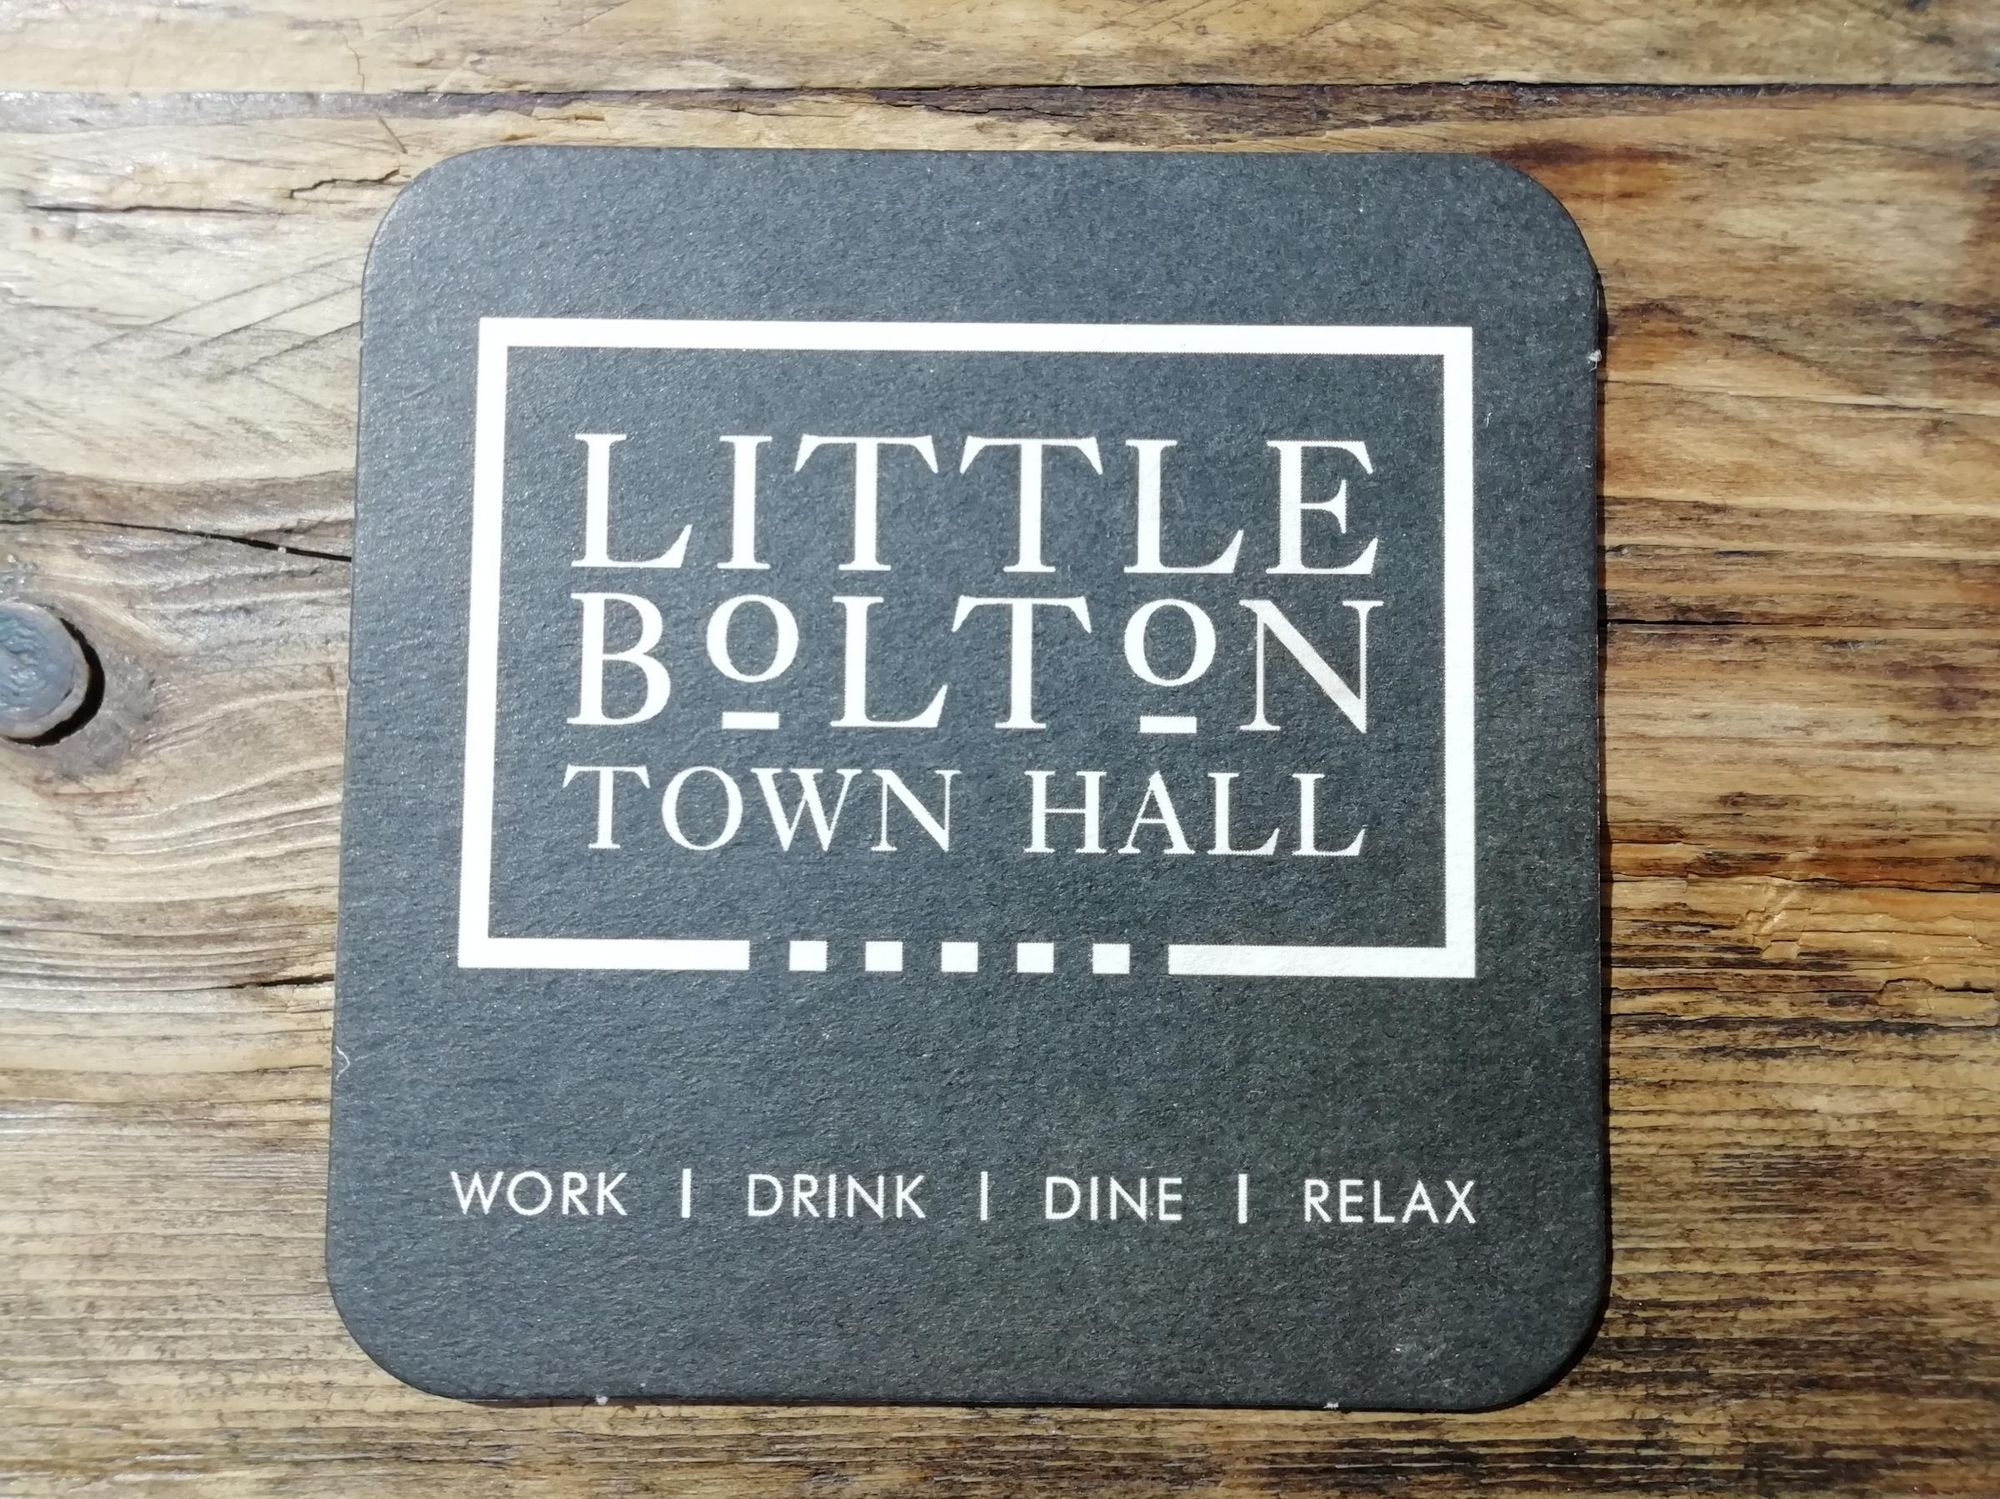 LITTLE
BOLTON
TOWN HALL
WORK | DRINK | DINE | RELAX